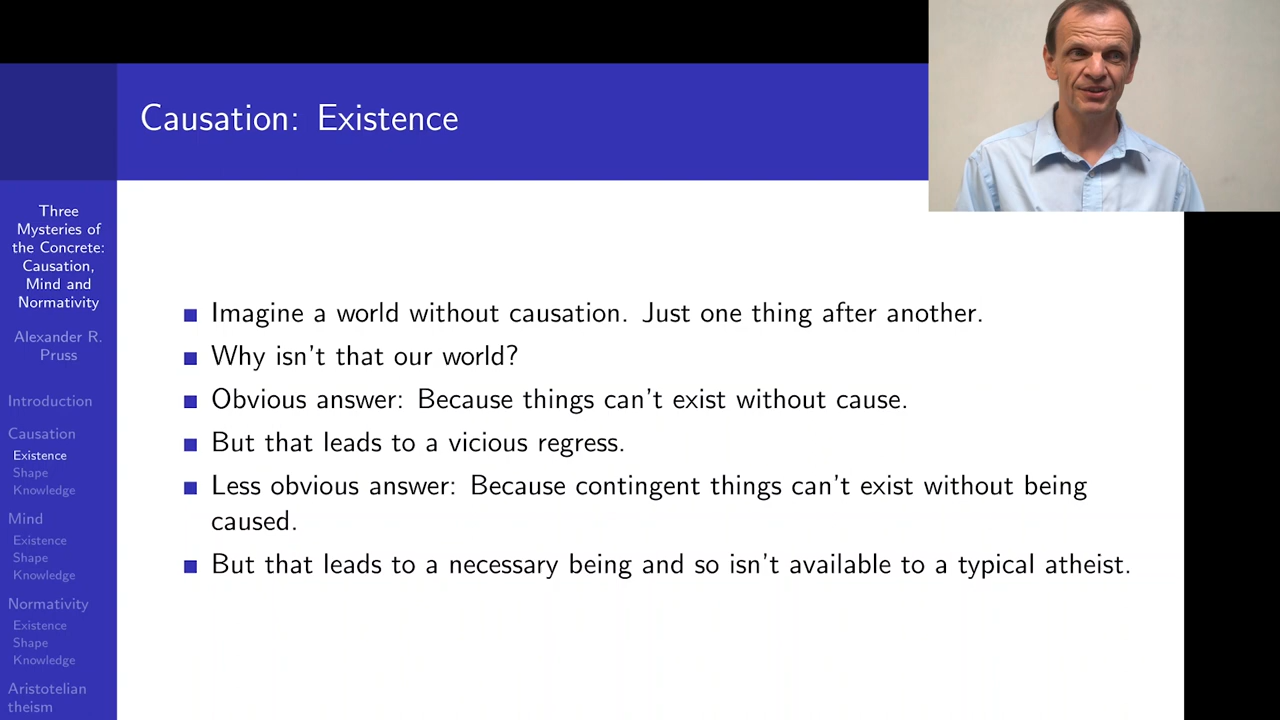 Causation: Existence
Three
Mysteries of
the Concrete:
Causation,
Mind and
Normativity
Alexander R.
Pruss
Introduction
Causation
Existence
Shape
Knowledge
Mind
Existence
Shape
Knowledge
Normativity
Existence
Shape
Knowledge
Aristotelian
theism
Imagine a world without causation. Just one thing after another.
Why isn't that our world?
Obvious answer: Because things can't exist without cause.
But that leads to a vicious regress.
Less obvious answer: Because contingent things can't exist without being
caused.
But that leads to a necessary being and so isn't available to a typical atheist.